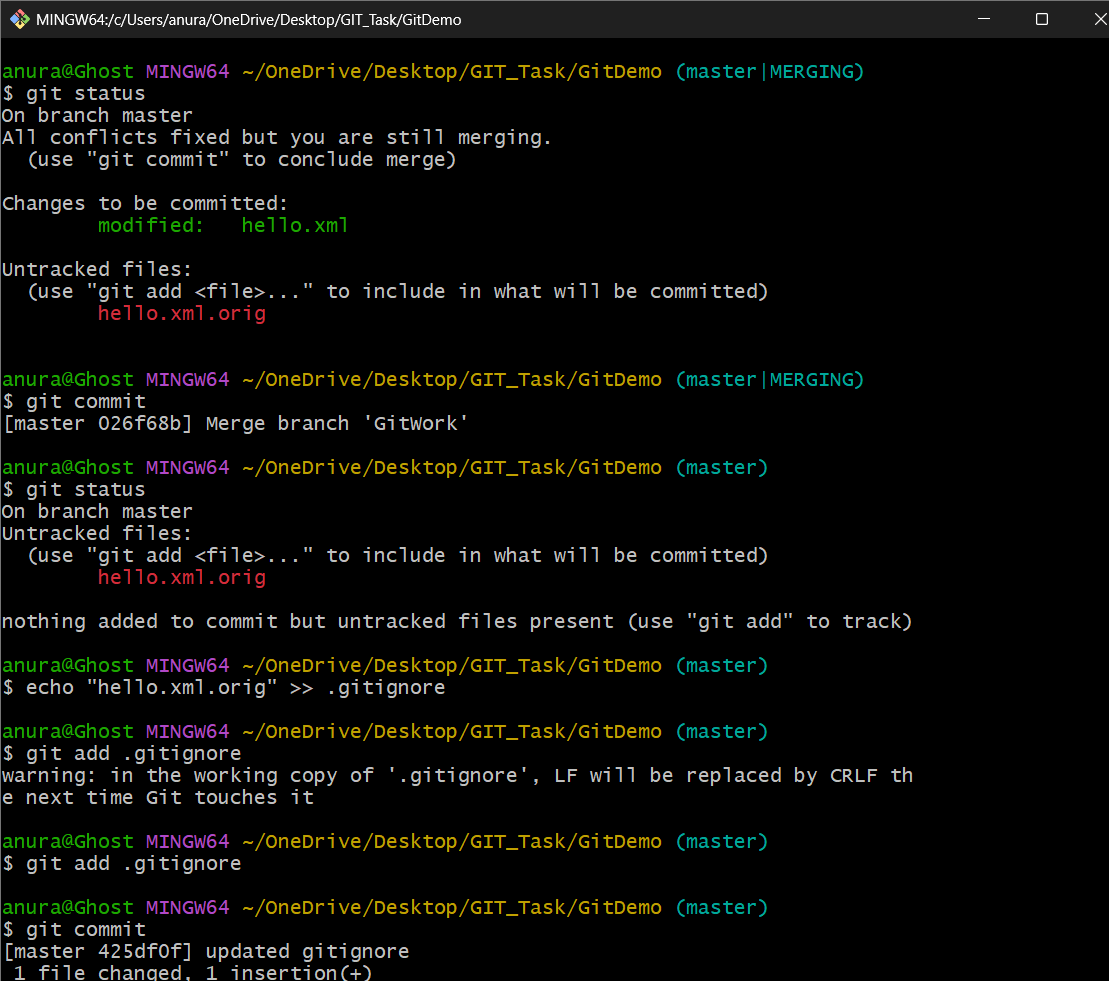 MINGW64:/c/Users/anura/OneDrive/Desktop/GIT_Task/GitDemo
anura@Ghost MINGW64 ~/OneDrive/Desktop/GIT_Task/GitDemo (master|MERGING)
$ git status
On branch master
All conflicts fixed but you are still merging.
  (use "git commit" to conclude merge)
Changes to be committed:
        modified:   hello.xml
Untracked files:
  (use "git add <file>..." to include in what will be committed)
        hello.xml.orig
anura@Ghost MINGW64 ~/OneDrive/Desktop/GIT_Task/GitDemo (master|MERGING)
$ git commit
[master 026f68b] Merge branch 'GitWork'
anura@Ghost MINGW64 ~/OneDrive/Desktop/GIT_Task/GitDemo (master)
$ git status
On branch master
Untracked files:
  (use "git add <file>..." to include in what will be committed)
        hello.xml.orig
nothing added to commit but untracked files present (use "git add" to track)
anura@Ghost MINGW64 ~/OneDrive/Desktop/GIT_Task/GitDemo (master)
$ echo "hello.xml.orig" >> .gitignore
anura@Ghost MINGW64 ~/OneDrive/Desktop/GIT_Task/GitDemo (master)
$ git add .gitignore
warning: in the working copy of '.gitignore', LF will be replaced by CRLF th
e next time Git touches it
anura@Ghost MINGW64 ~/OneDrive/Desktop/GIT_Task/GitDemo (master)
$ git add .gitignore
anura@Ghost MINGW64 ~/OneDrive/Desktop/GIT_Task/GitDemo (master)
$ git commit
[master 425df0f] updated gitignore
 1 file changed, 1 insertion(+)